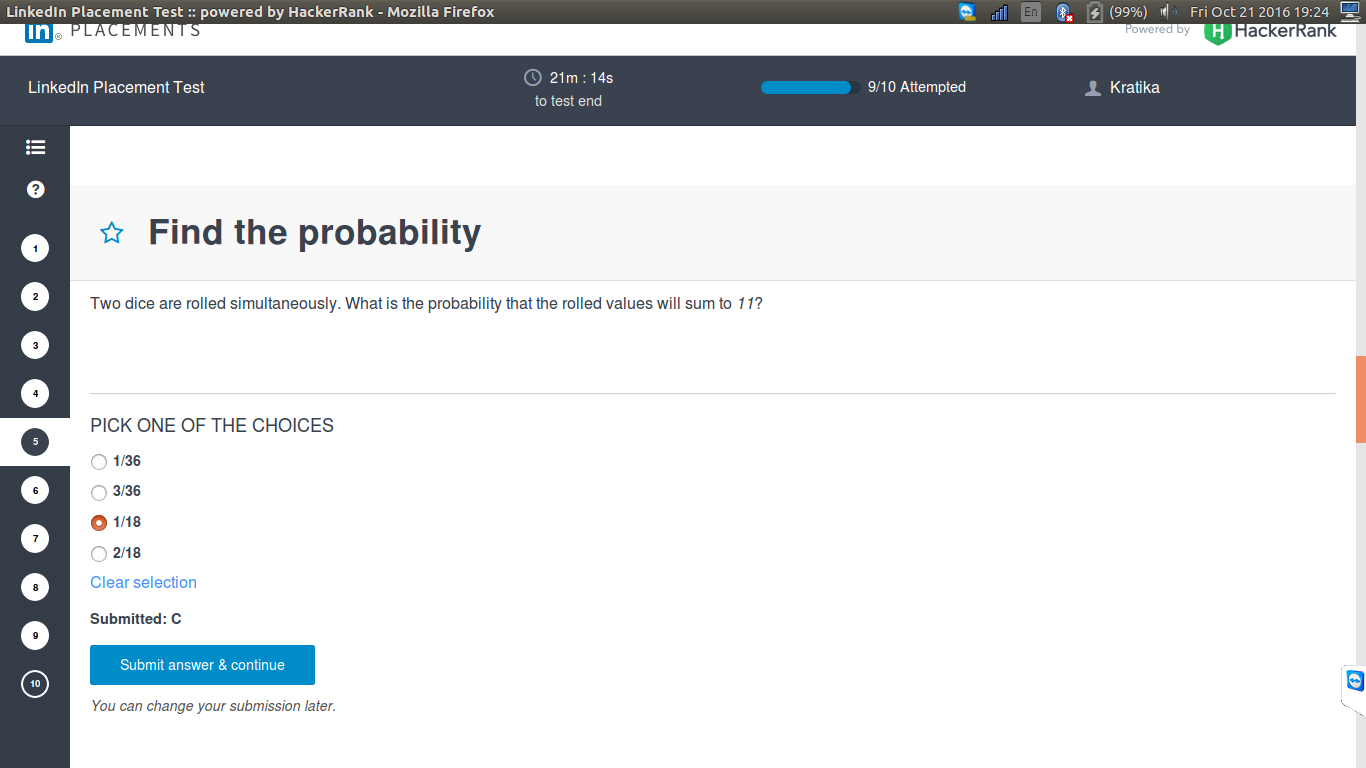 LinkedIn Placement Test :: powered by HackerRank - Mozilla Firefox
En (99%) Fri Oct 21 2016 19:24
in® PLACEMENTS
Powered by H HackerRank
LinkedIn Placement Test
21m : 14s
to test end
9/10 Attempted
Kratika
?
1
2
3
4
5
6
7
8
9
10
Find the probability
Two dice are rolled simultaneously. What is the probability that the rolled values will sum to 11?
PICK ONE OF THE CHOICES
1/36
3/36
1/18
2/18
Clear selection
Submitted: C
Submit answer & continue
You can change your submission later.